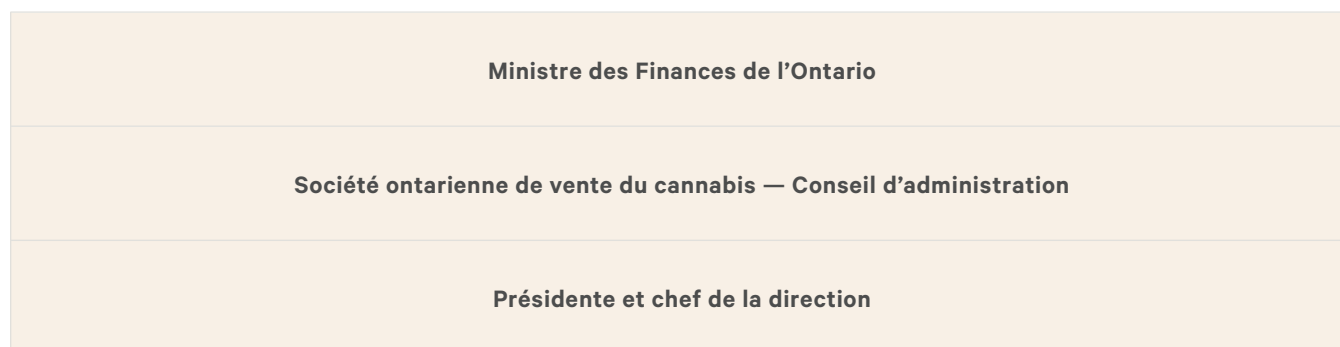 Ministre des Finances de l’Ontario
Société ontarienne de vente du cannabis — Conseil d’administration
Présidente et chef de la direction